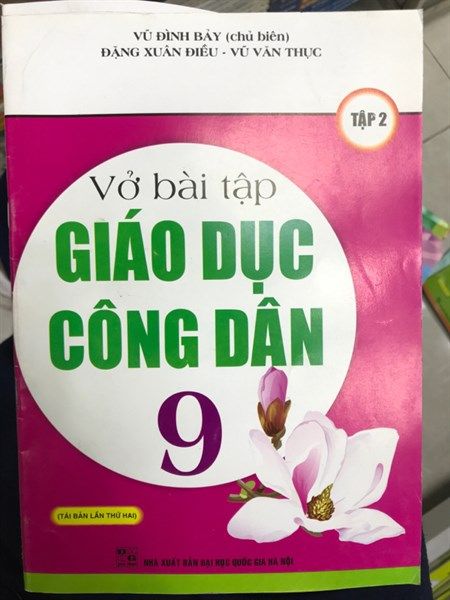 VŨ ĐÌNH BẢY (chủ biên)
ĐẶNG XUÂN ĐIỀU - VŨ VĂN THỤC
TẬP 2
Vở bài tập
GIÁO DỤC
CÔNG DÂN
9
(TÁI BẢN LẦN THỨ HAI)
NHÀ XUẤT BẢN ĐẠI HỌC QUỐC GIA HÀ NỘI